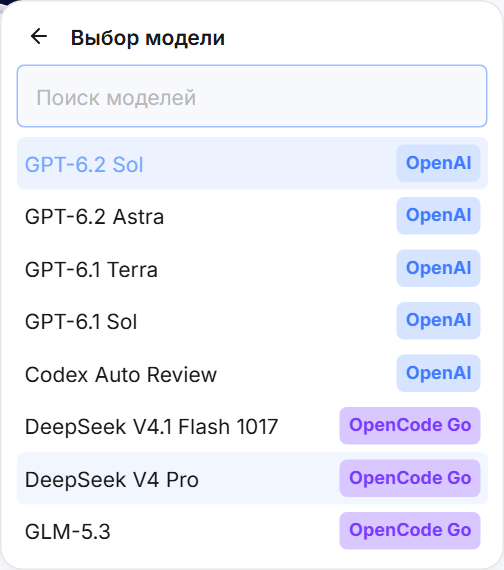 Выбор модели
Поиск моделей
GPT-6.2 Sol OpenAI
GPT-6.2 Astra OpenAI
GPT-6.1 Terra OpenAI
GPT-6.1 Sol OpenAI
Codex Auto Review OpenAI
DeepSeek V4.1 Flash 1017 OpenCode Go
DeepSeek V4 Pro OpenCode Go
GLM-5.3 OpenCode Go